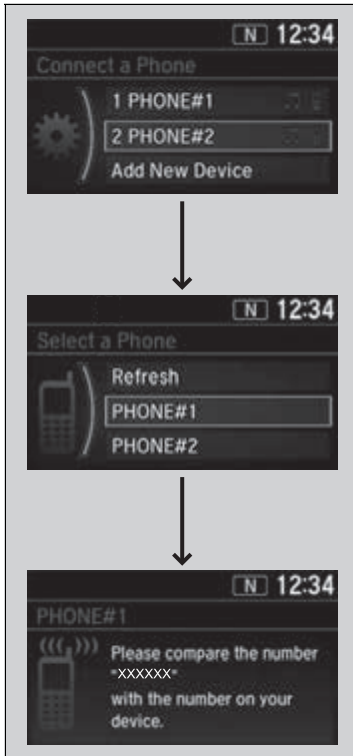 N 12:34
Connect a Phone
1 PHONE#1
2 PHONE#2
Add New Device
N 12:34
Select a Phone
Refresh
PHONE#1
PHONE#2
N 12:34
PHONE#1
Please compare the number
"XXXXXX"
with the number on your
device.